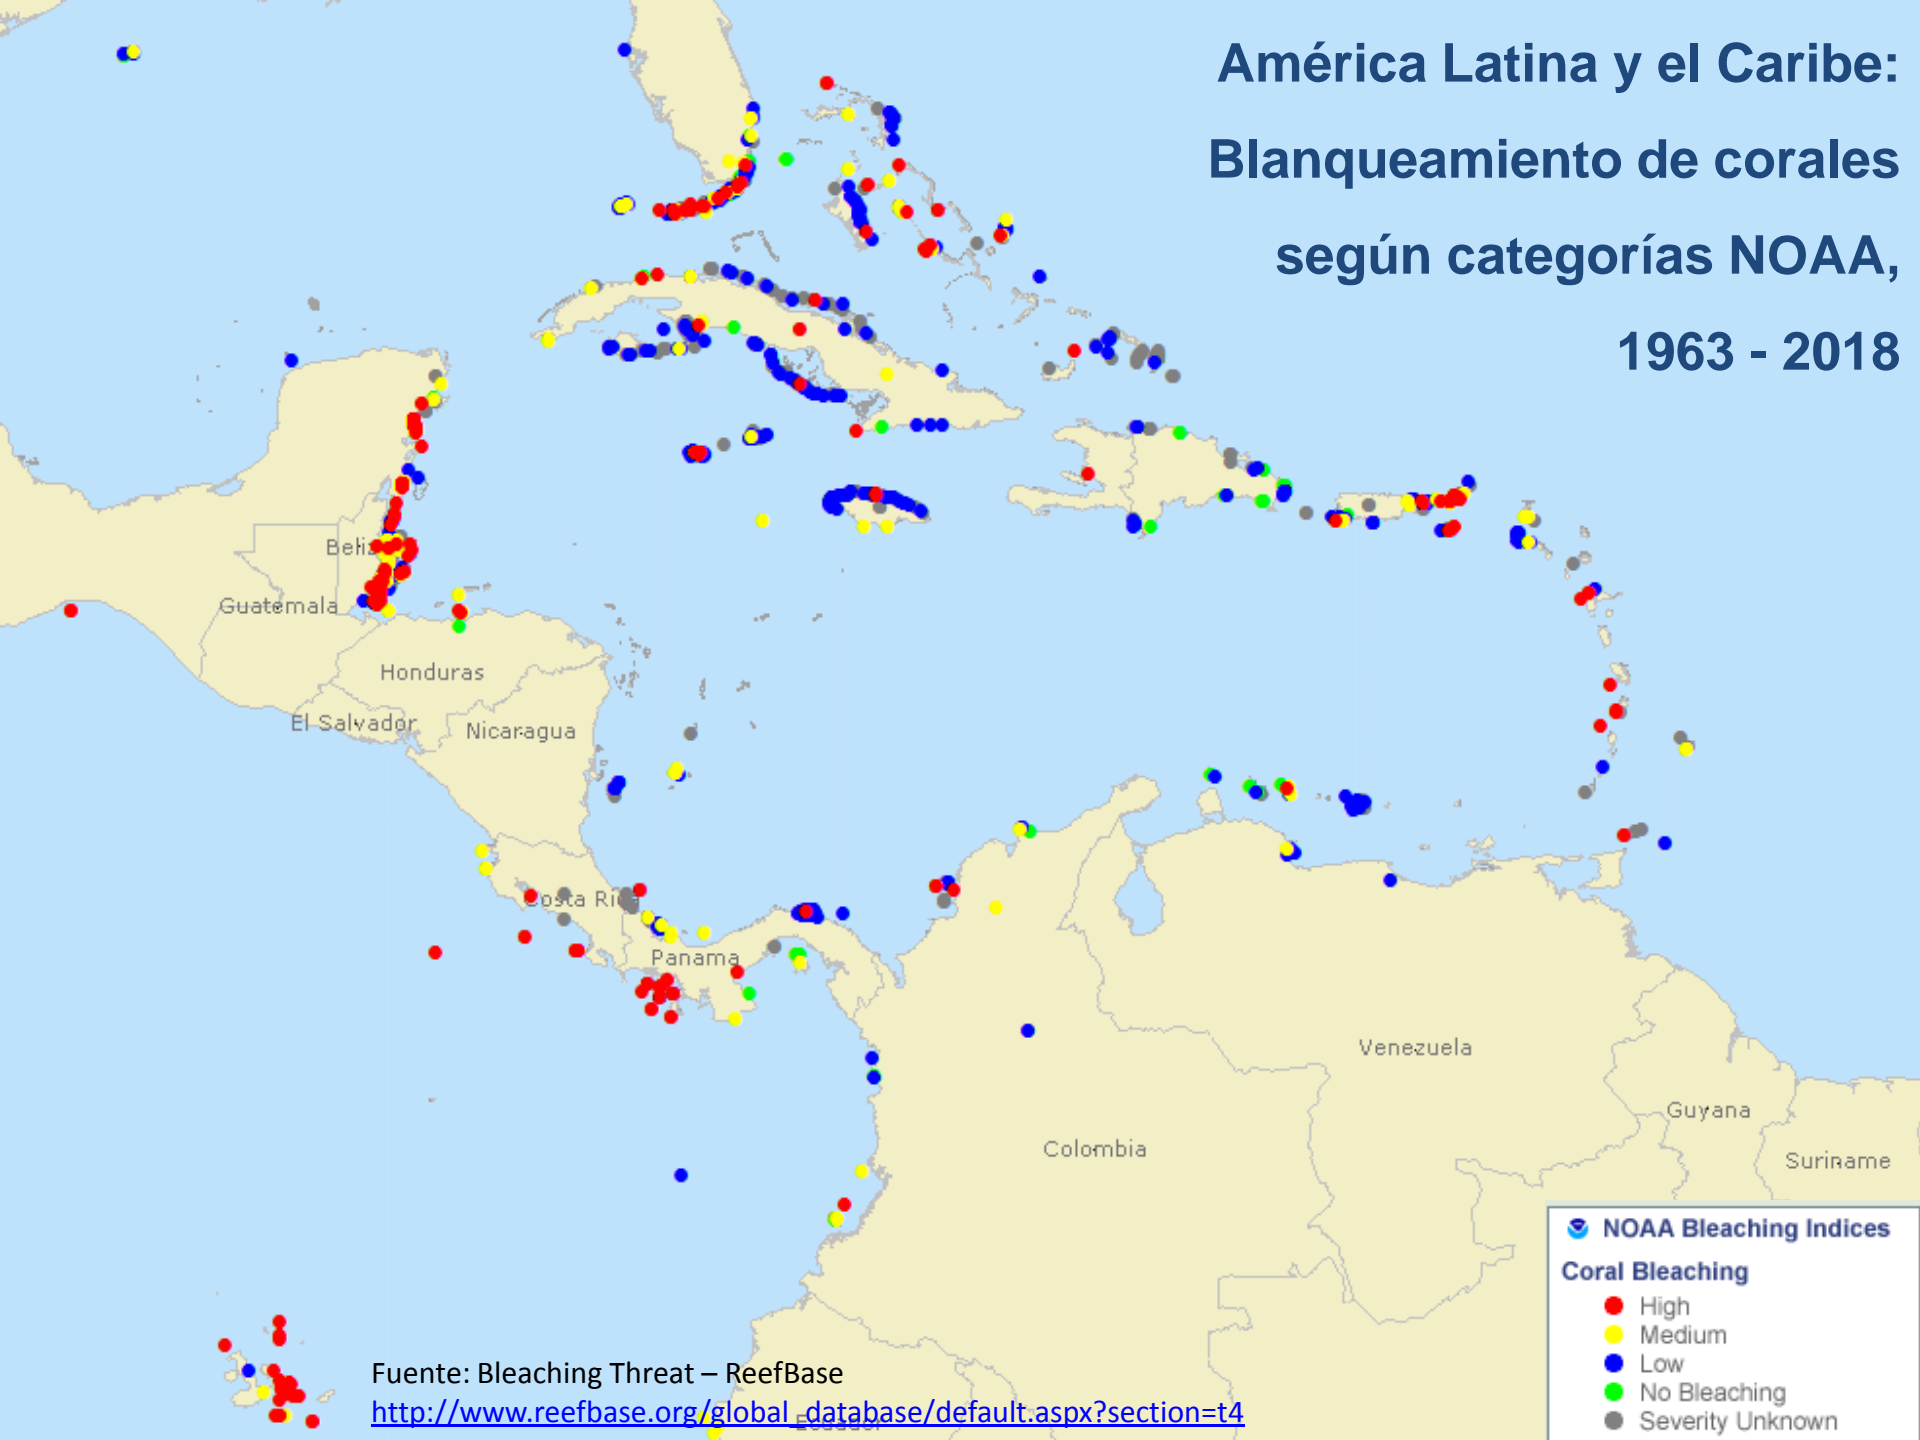 América Latina y el Caribe:
Blanqueamiento de corales
según categorías NOAA,
1963 - 2018
Guatemala
Honduras
El Salvador
Nicaragua
Panama
Venezuela
Guyana
Colombia
Suriname
NOAA Bleaching Indices
Coral Bleaching
High
Medium
Low
No Bleaching
Severity Unknown
Fuente: Bleaching Threat – ReefBase
http://www.reefbase.org/global_database/default.aspx?section=t4
Ecuador